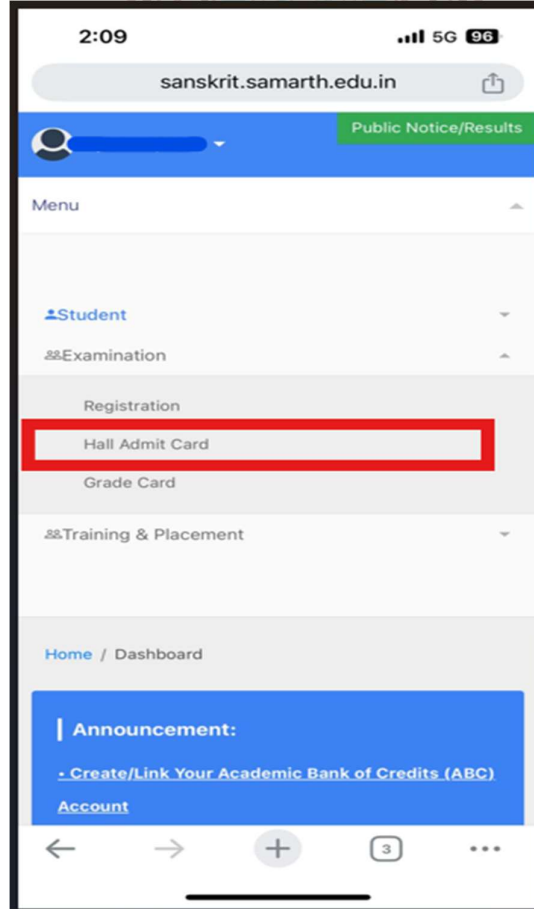 2:09 5G 96
sanskrit.samarth.edu.in
Public Notice/Results
Menu
Student
Examination
Registration
Hall Admit Card
Grade Card
Training & Placement
Home / Dashboard
Announcement:
• Create/Link Your Academic Bank of Credits (ABC)
Account
3